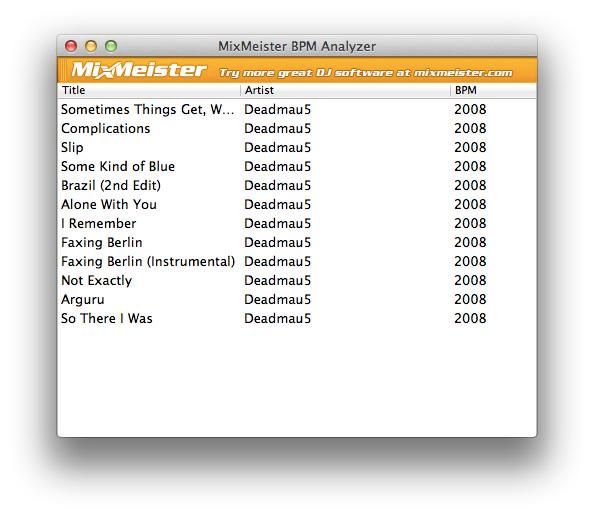 MixMeister BPM Analyzer
MixMeister Try more great DJ software at mixmeister.com
Title Artist BPM
Sometimes Things Get, W... Deadmau5 2008
Complications Deadmau5 2008
Slip Deadmau5 2008
Some Kind of Blue Deadmau5 2008
Brazil (2nd Edit) Deadmau5 2008
Alone With You Deadmau5 2008
I Remember Deadmau5 2008
Faxing Berlin Deadmau5 2008
Faxing Berlin (Instrumental) Deadmau5 2008
Not Exactly Deadmau5 2008
Arguru Deadmau5 2008
So There I Was Deadmau5 2008